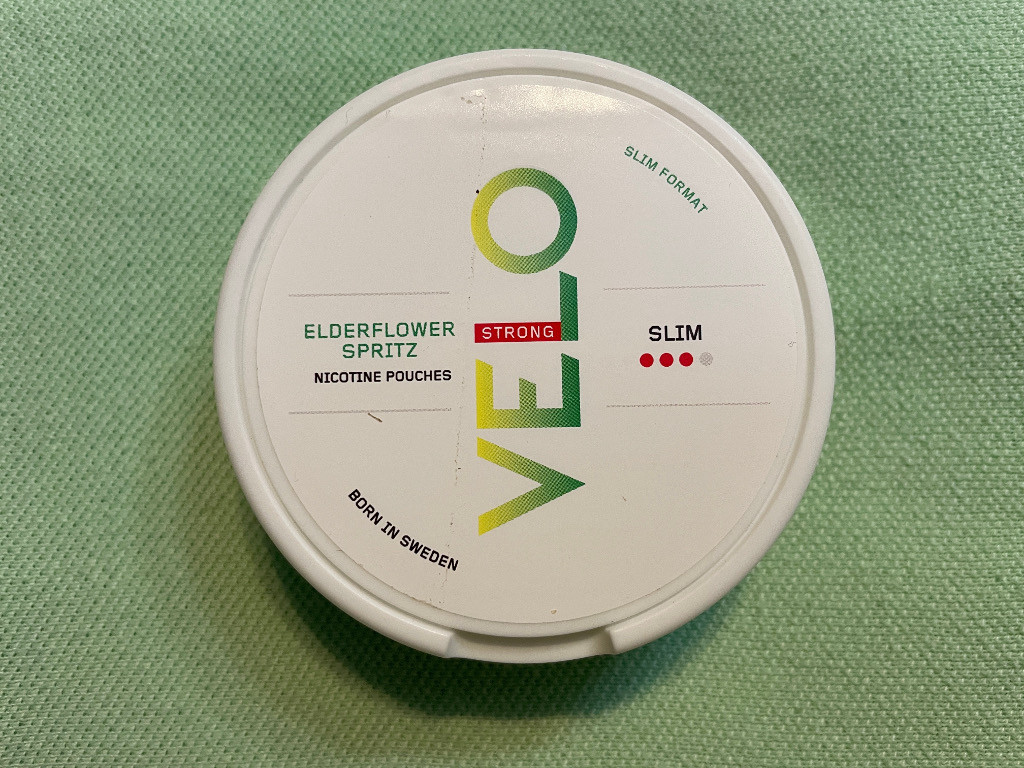 SLIM FORMAT
ELDERFLOWER
SPRITZ
NICOTINE POUCHES
VELO
STRONG
SLIM
BORN IN SWEDEN